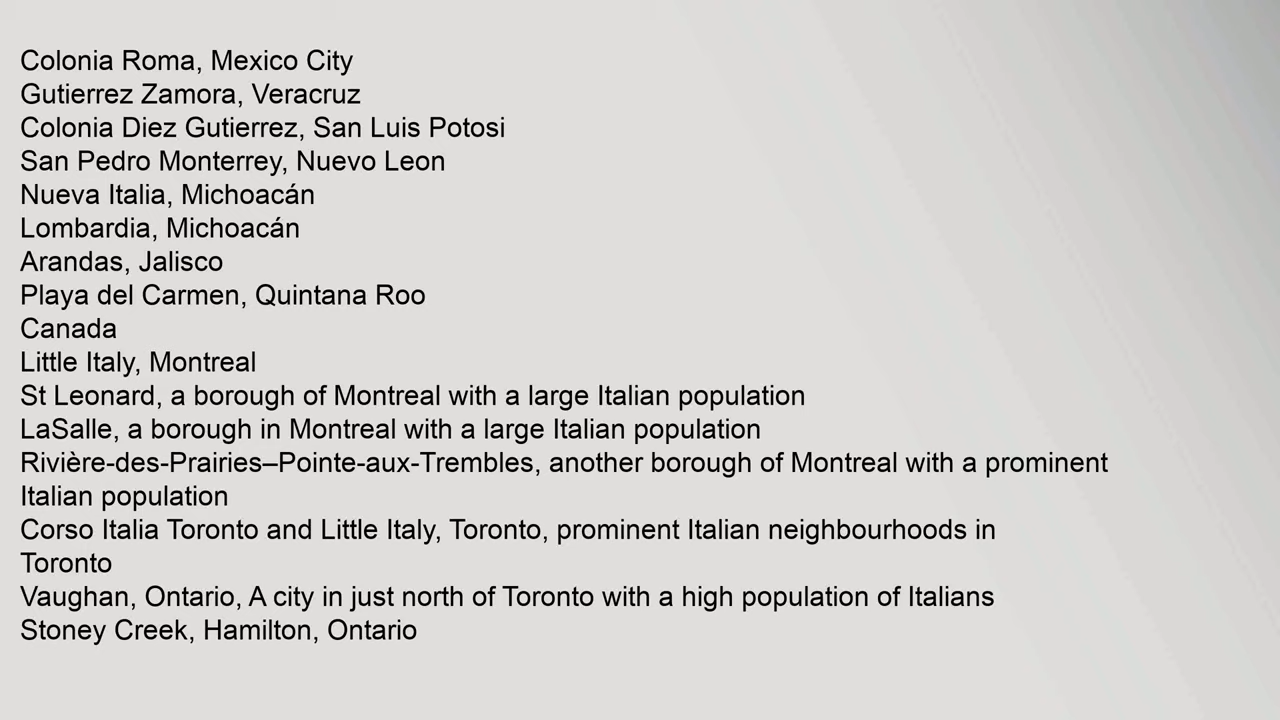 Colonia Roma, Mexico City
Gutierrez Zamora, Veracruz
Colonia Diez Gutierrez, San Luis Potosi
San Pedro Monterrey, Nuevo Leon
Nueva Italia, Michoacán
Lombardia, Michoacán
Arandas, Jalisco
Playa del Carmen, Quintana Roo
Canada
Little Italy, Montreal
St Leonard, a borough of Montreal with a large Italian population
LaSalle, a borough in Montreal with a large Italian population
Rivière-des-Prairies–Pointe-aux-Trembles, another borough of Montreal with a prominent
Italian population
Corso Italia Toronto and Little Italy, Toronto, prominent Italian neighbourhoods in
Toronto
Vaughan, Ontario, A city in just north of Toronto with a high population of Italians
Stoney Creek, Hamilton, Ontario